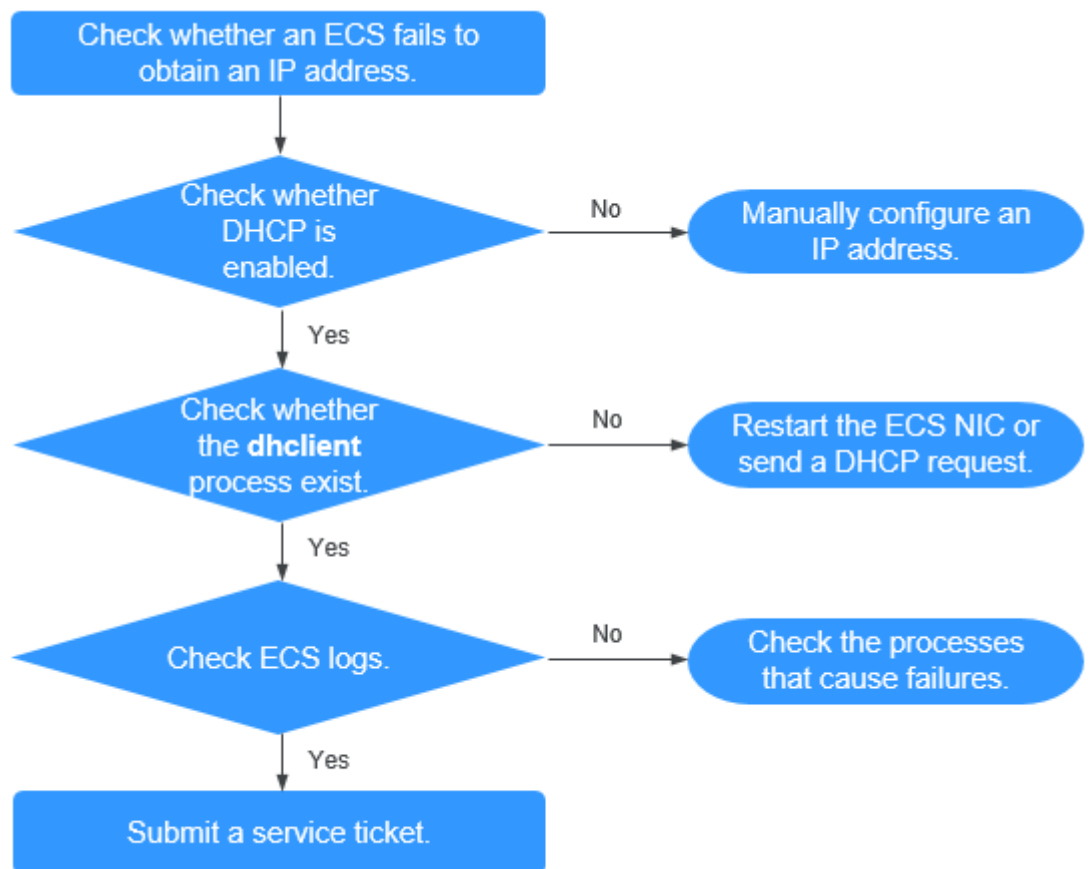 Check whether an ECS fails to
obtain an IP address.
Check whether
DHCP is
enabled.
No
Manually configure an
IP address.
Yes
Check whether
the dhclient
process exist.
No
Restart the ECS NIC or
send a DHCP request.
Yes
Check ECS logs.
No
Check the processes
that cause failures.
Yes
Submit a service ticket.